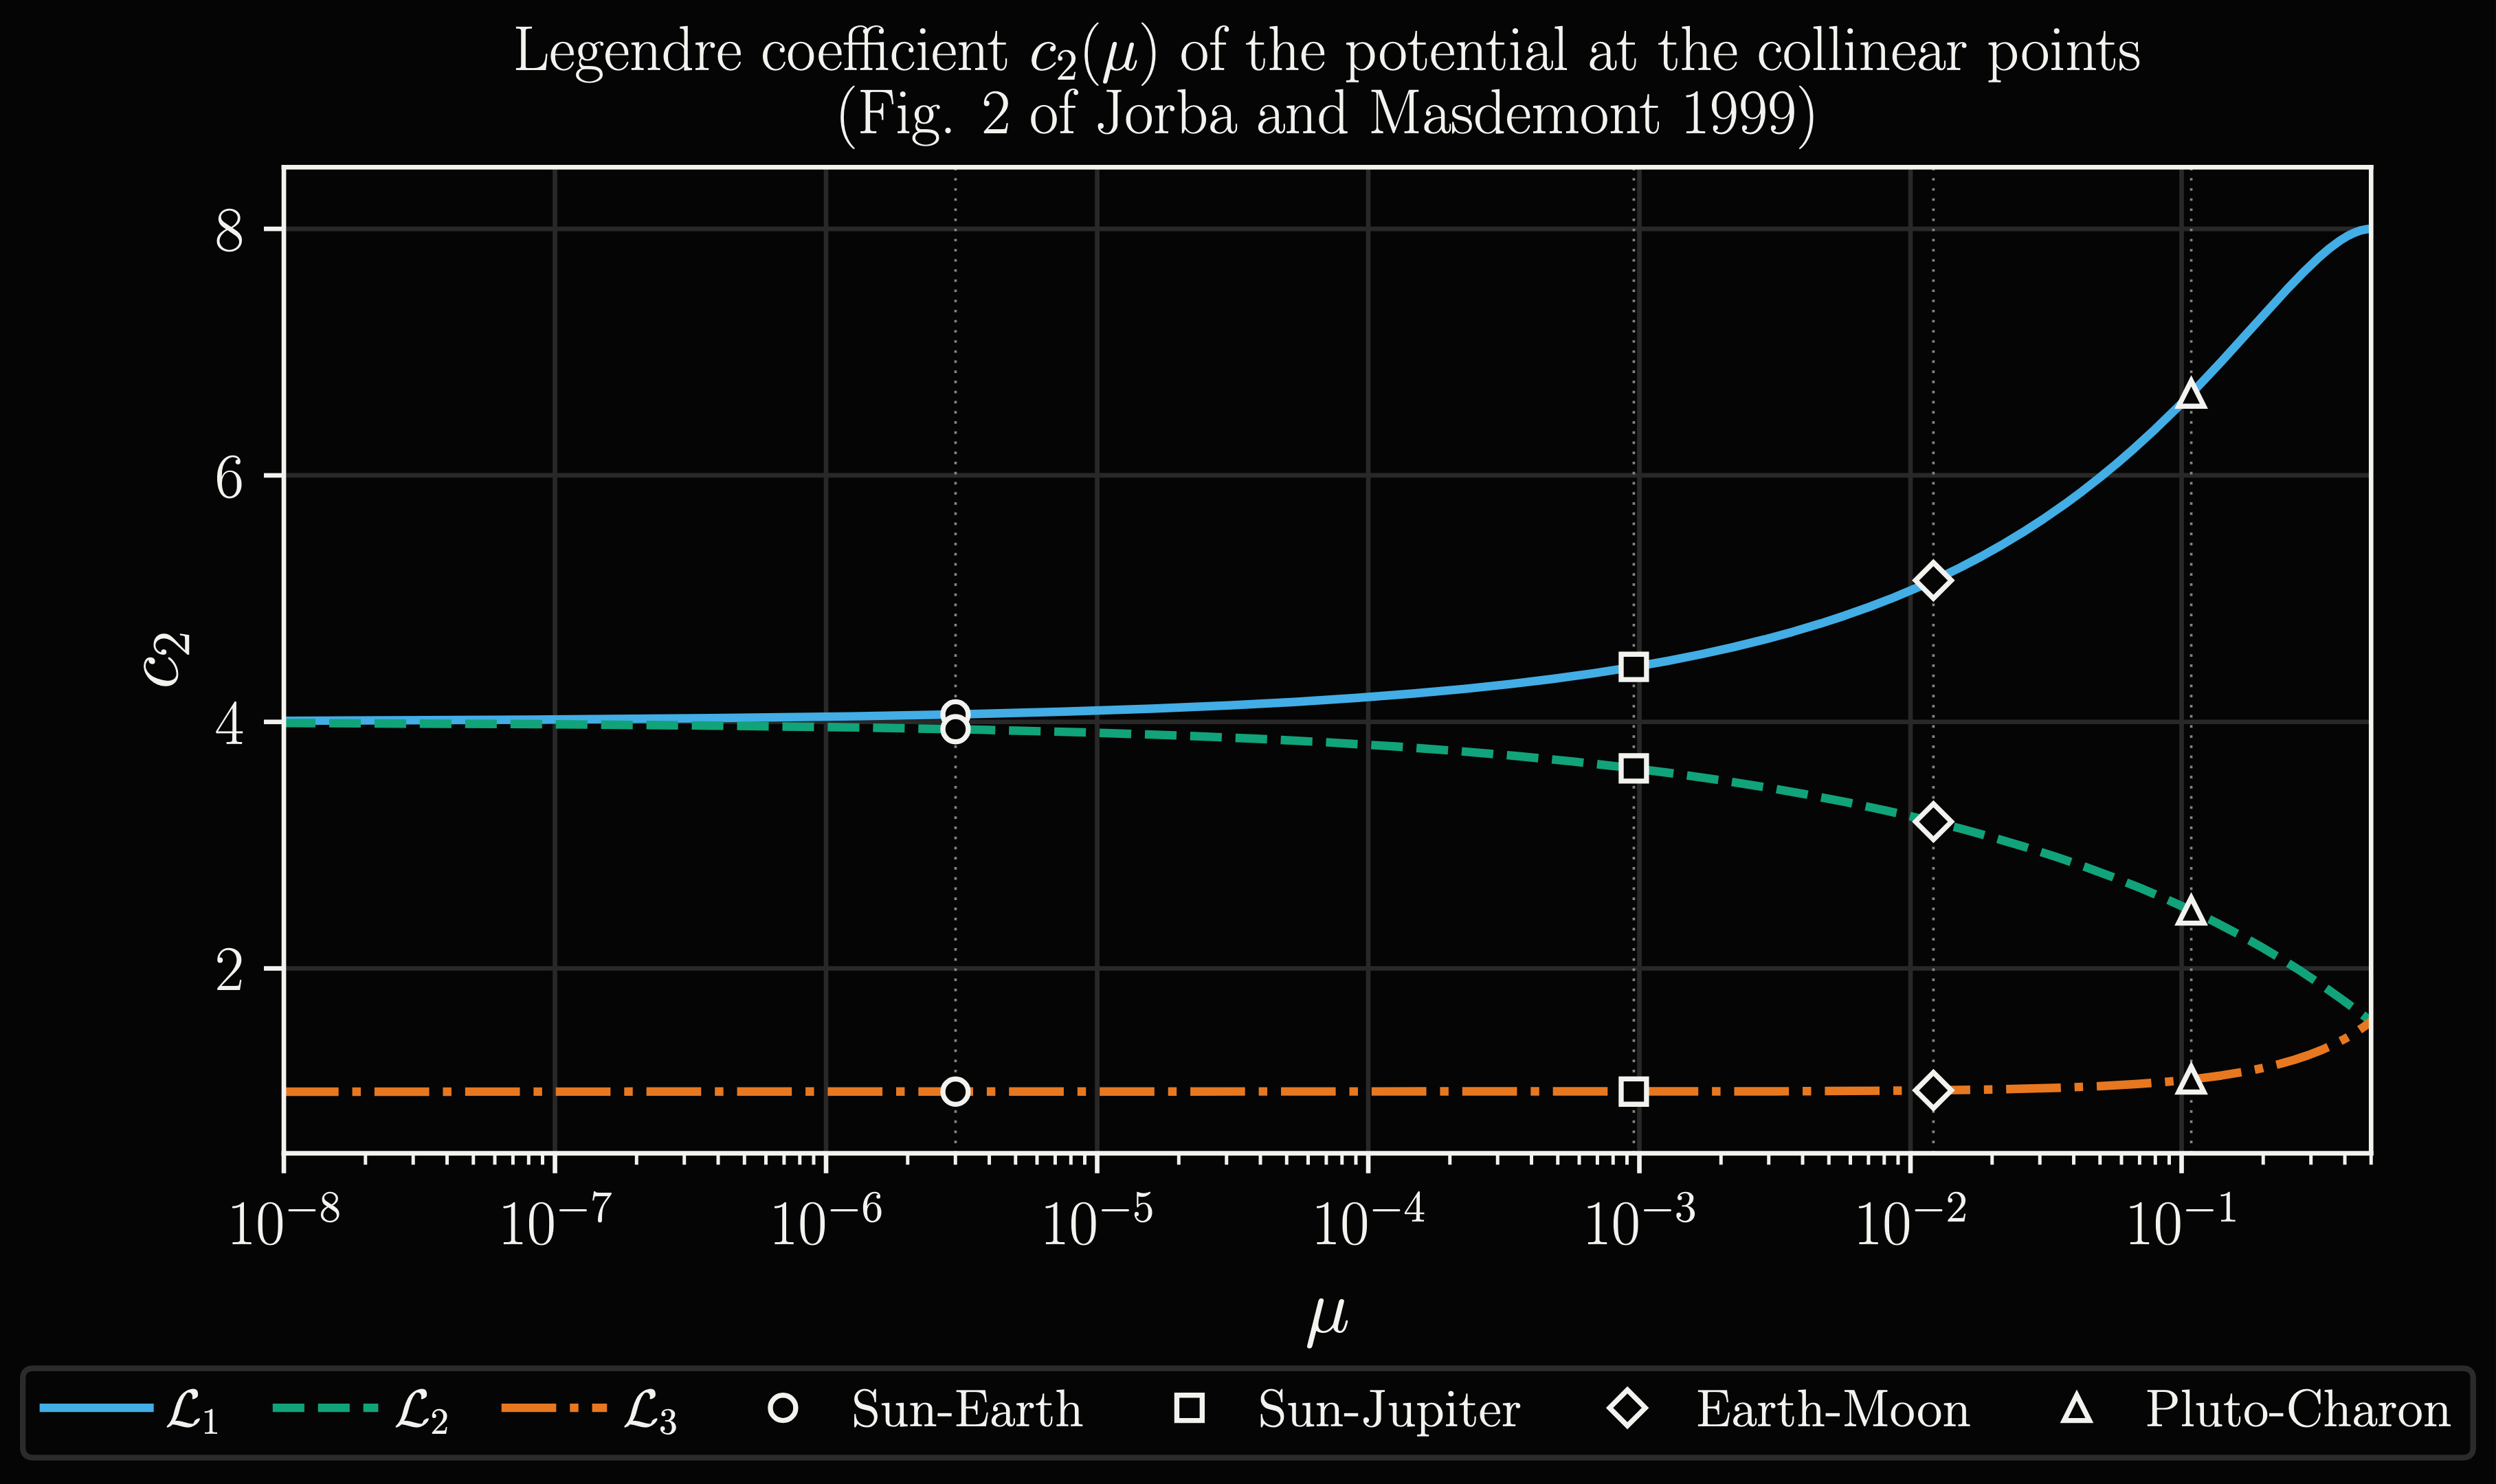 Legendre coefficient c₂(μ) of the potential at the collinear points
(Fig. 2 of Jorba and Masdemont 1999)
8
6
4
2
c₂
10⁻⁸ 10⁻⁷ 10⁻⁶ 10⁻⁵ 10⁻⁴ 10⁻³ 10⁻² 10⁻¹
μ
ℒ₁ ℒ₂ ℒ₃ Sun-Earth Sun-Jupiter Earth-Moon Pluto-Charon